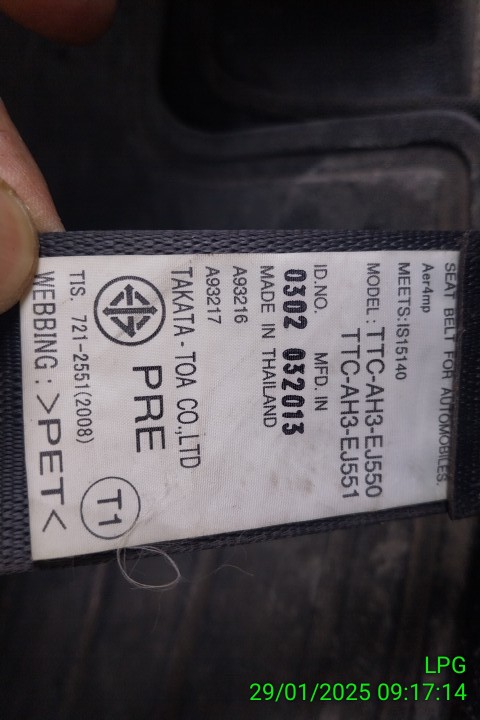 SEAT BELT FOR AUTOMOBILES.
Aer4mp
MEETS:IS15140
MODEL : TTC-AH3-EJ550
TTC-AH3-EJ551
ID.NO. MFD. IN
0302 032013
MADE IN THAILAND
A93216
A93217
TAKATA - TOA CO.,LTD
PRE
TIS. 721-2551(2008)
T1
WEBBING : >PET<
LPG
29/01/2025 09:17:14